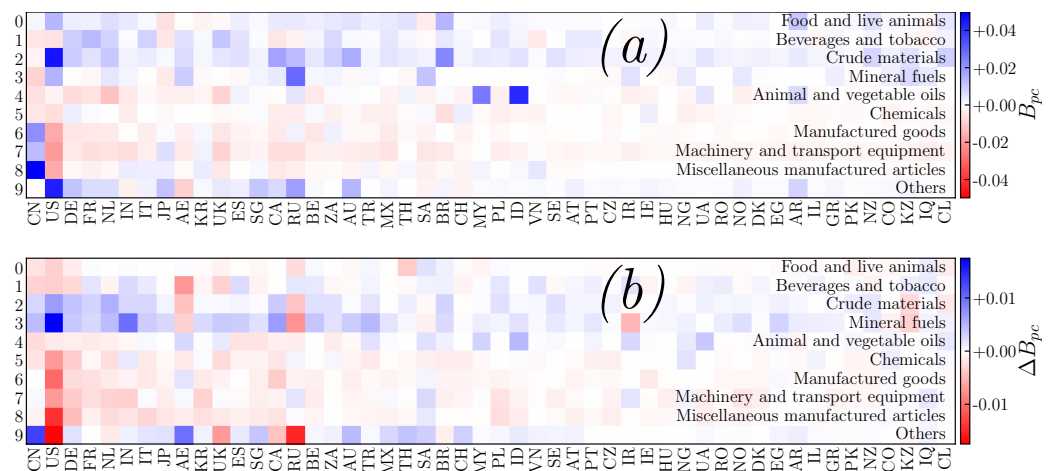 (a)
0 Food and live animals
1 Beverages and tobacco
2 Crude materials
3 Mineral fuels
4 Animal and vegetable oils
5 Chemicals
6 Manufactured goods
7 Machinery and transport equipment
8 Miscellaneous manufactured articles
9 Others
CN US DE FR NL IN IT JP AE KR UK ES SG CA RU BE ZA AU TR MX TH SA BR CH MY PL ID VN SE AT PT CZ IR IE HU NG UA RO NO DK EG AR IL GR PK NZ CO KZ IQ CL
+0.04
+0.02
+0.00
-0.02
-0.04
B_pc
(b)
0 Food and live animals
1 Beverages and tobacco
2 Crude materials
3 Mineral fuels
4 Animal and vegetable oils
5 Chemicals
6 Manufactured goods
7 Machinery and transport equipment
8 Miscellaneous manufactured articles
9 Others
CN US DE FR NL IN IT JP AE KR UK ES SG CA RU BE ZA AU TR MX TH SA BR CH MY PL ID VN SE AT PT CZ IR IE HU NG UA RO NO DK EG AR IL GR PK NZ CO KZ IQ CL
+0.01
+0.00
-0.01
ΔB_pc